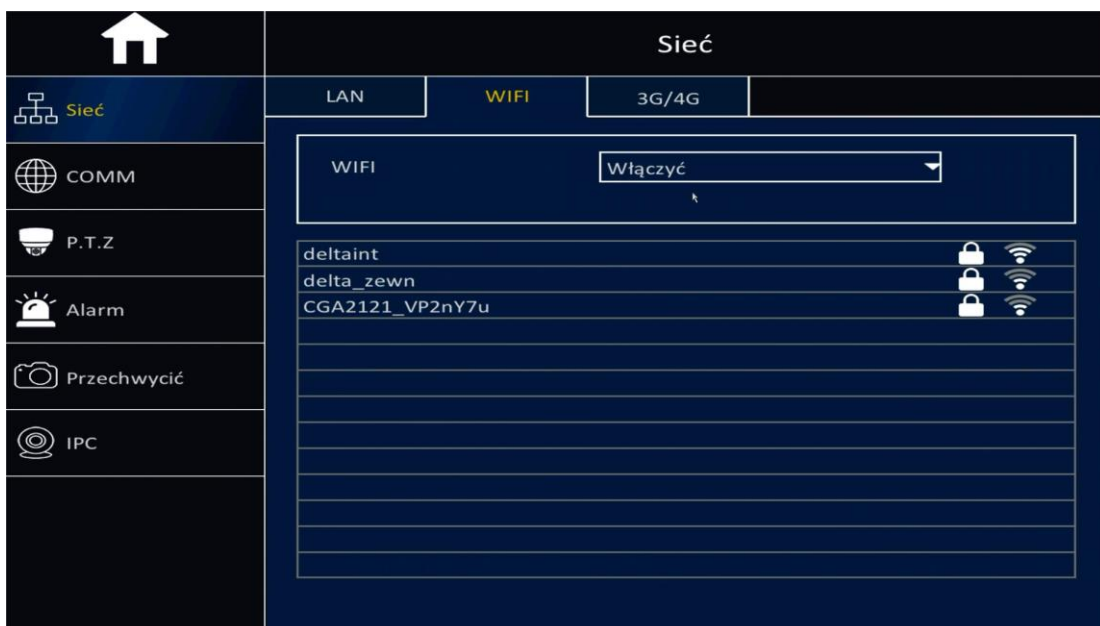 Sieć
Sieć
COMM
P.T.Z
Alarm
Przechwycić
IPC
LAN WIFI 3G/4G
WIFI Włączyć
deltaint
delta_zewn
CGA2121_VP2nY7u